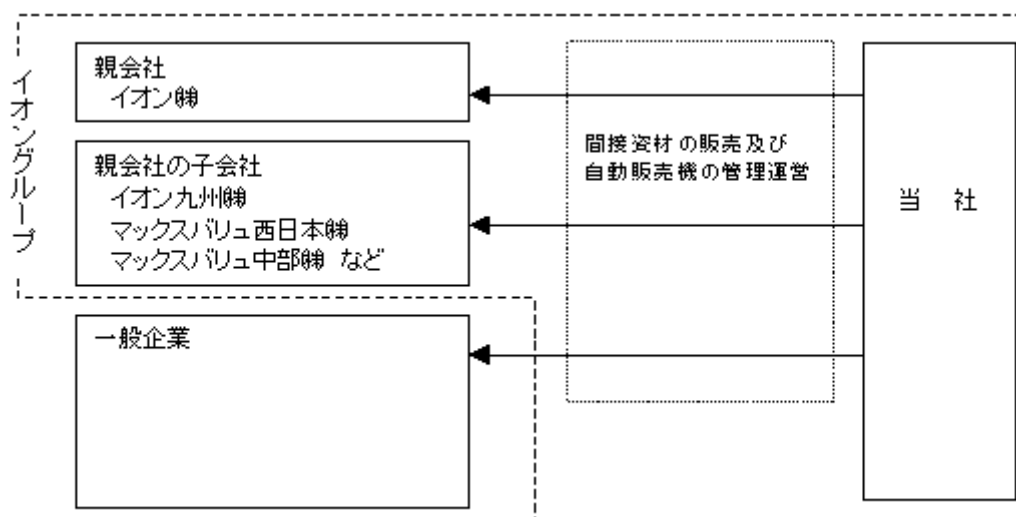 イオングループ
親会社
イオン㈱
親会社の子会社
イオン九州㈱
マックスバリュ西日本㈱
マックスバリュ中部㈱ など
一般企業
間接資材の販売及び
自動販売機の管理運営
当 社